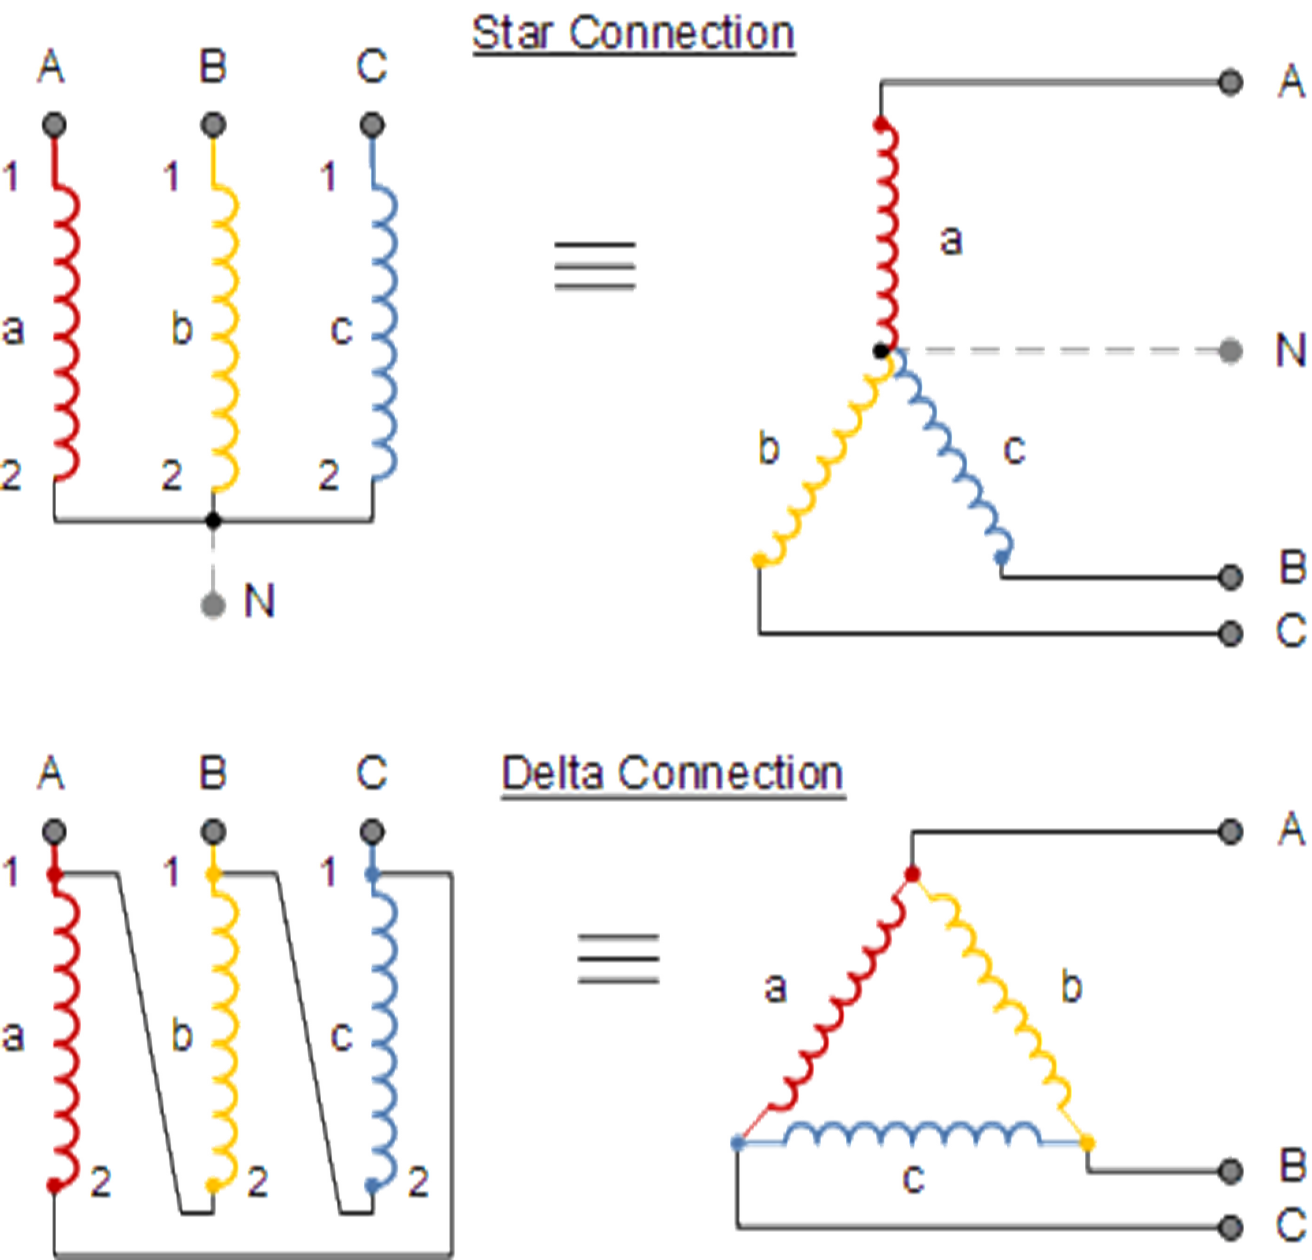 Star Connection
A B C A
1 1 1
a b c a
N
b c
2 2 2
B
N C
Delta Connection
A B C A
1 1 1
a b
a b c
2 2 2 c B
C